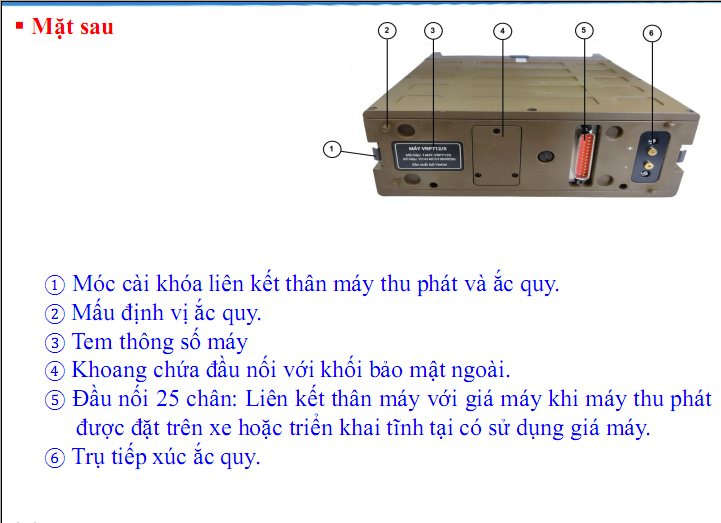 ▪ Mặt sau
2 3 4 5 6
1
MÁY VRP712/S
Sản xuất bởi Viettel
① Móc cài khóa liên kết thân máy thu phát và ắc quy.
② Mấu định vị ắc quy.
③ Tem thông số máy
④ Khoang chứa đầu nối với khối bảo mật ngoài.
⑤ Đầu nối 25 chân: Liên kết thân máy với giá máy khi máy thu phát
được đặt trên xe hoặc triển khai tĩnh tại có sử dụng giá máy.
⑥ Trụ tiếp xúc ắc quy.